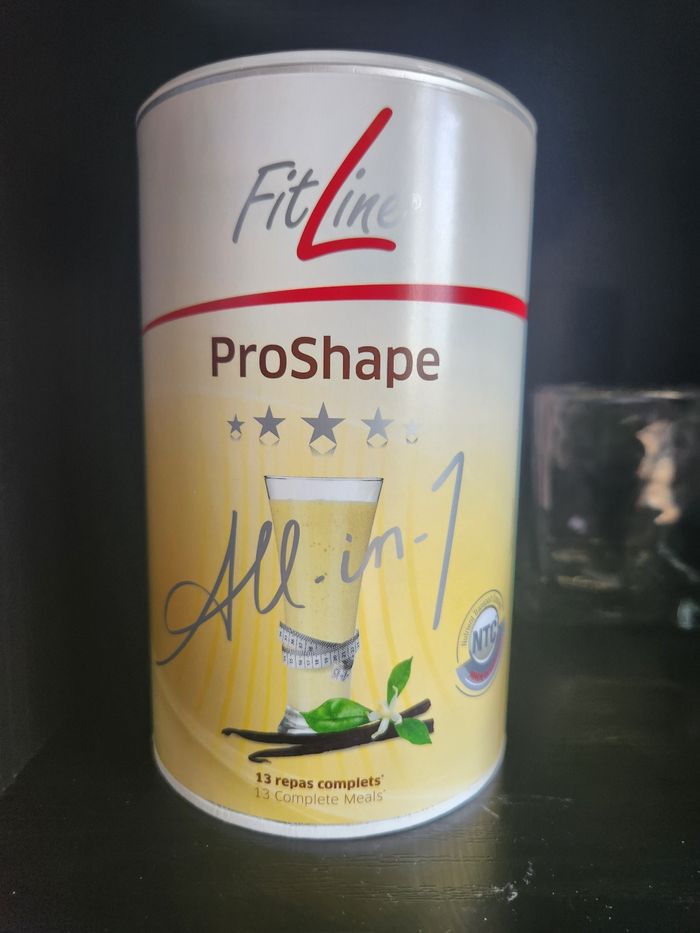 FitLine®
ProShape
All-in-1
NTC
13 repas complets*
13 Complete Meals*